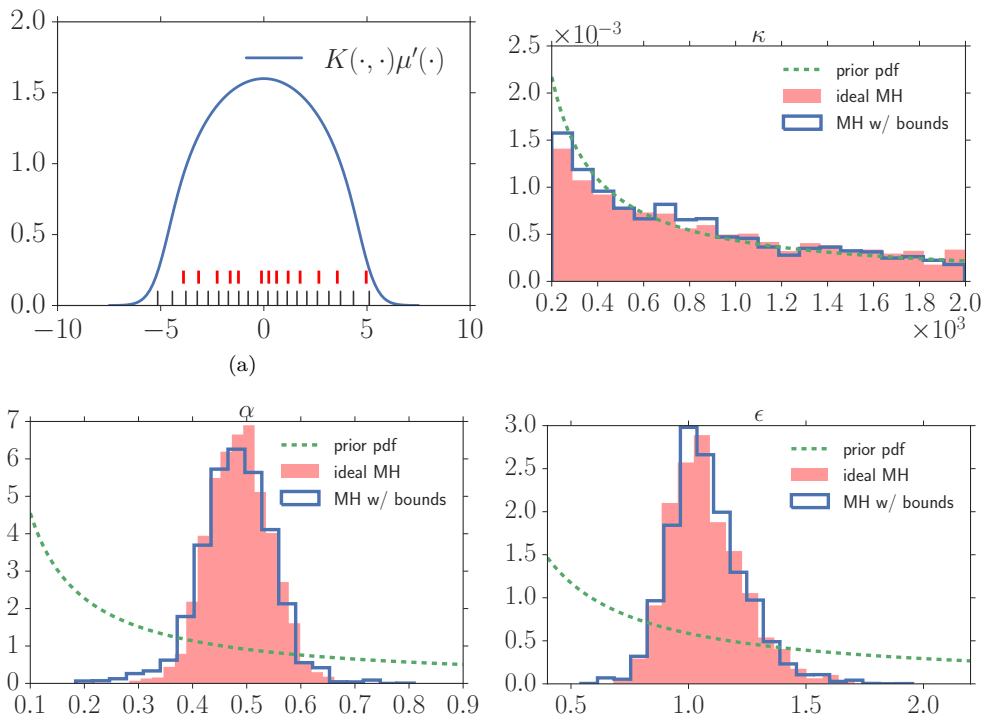 2.0
1.5
1.0
0.5
0.0
−10 −5 0 5 10
K(·, ·)μ′(·)
(a)
×10⁻³ κ
2.5
2.0
1.5
1.0
0.5
0.0
0.2 0.4 0.6 0.8 1.0 1.2 1.4 1.6 1.8 2.0
×10³
prior pdf
ideal MH
MH w/ bounds
α
7
6
5
4
3
2
1
0
0.1 0.2 0.3 0.4 0.5 0.6 0.7 0.8 0.9
prior pdf
ideal MH
MH w/ bounds
ϵ
3.0
2.5
2.0
1.5
1.0
0.5
0.0
0.5 1.0 1.5 2.0
prior pdf
ideal MH
MH w/ bounds